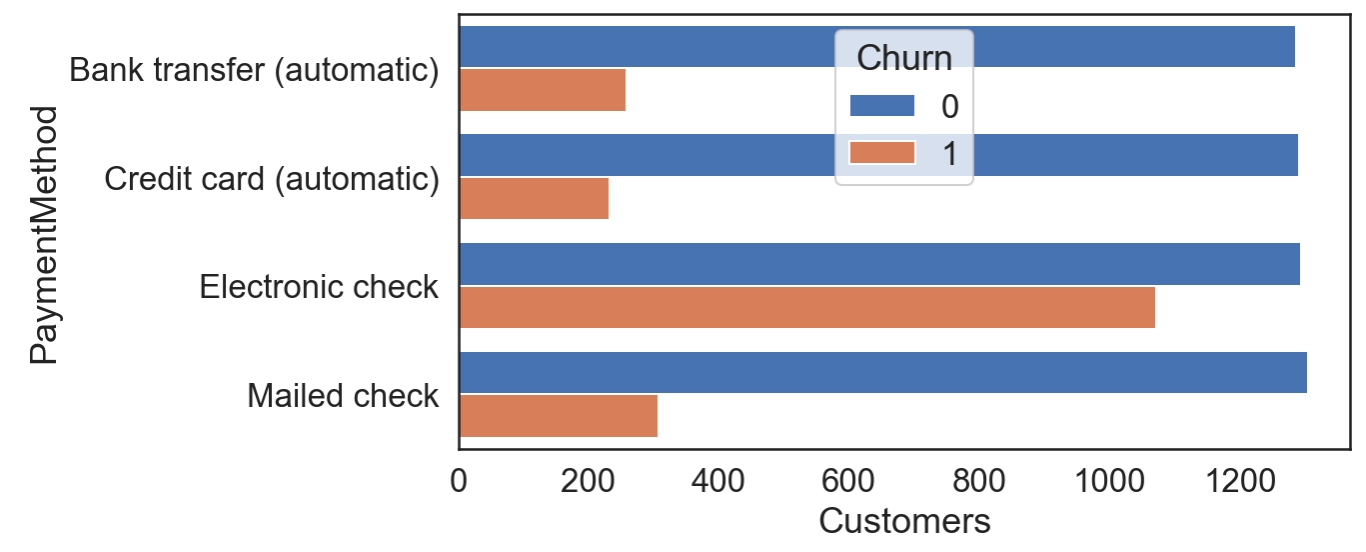 PaymentMethod
Bank transfer (automatic)
Credit card (automatic)
Electronic check
Mailed check
Churn
0
1
0 200 400 600 800 1000 1200
Customers